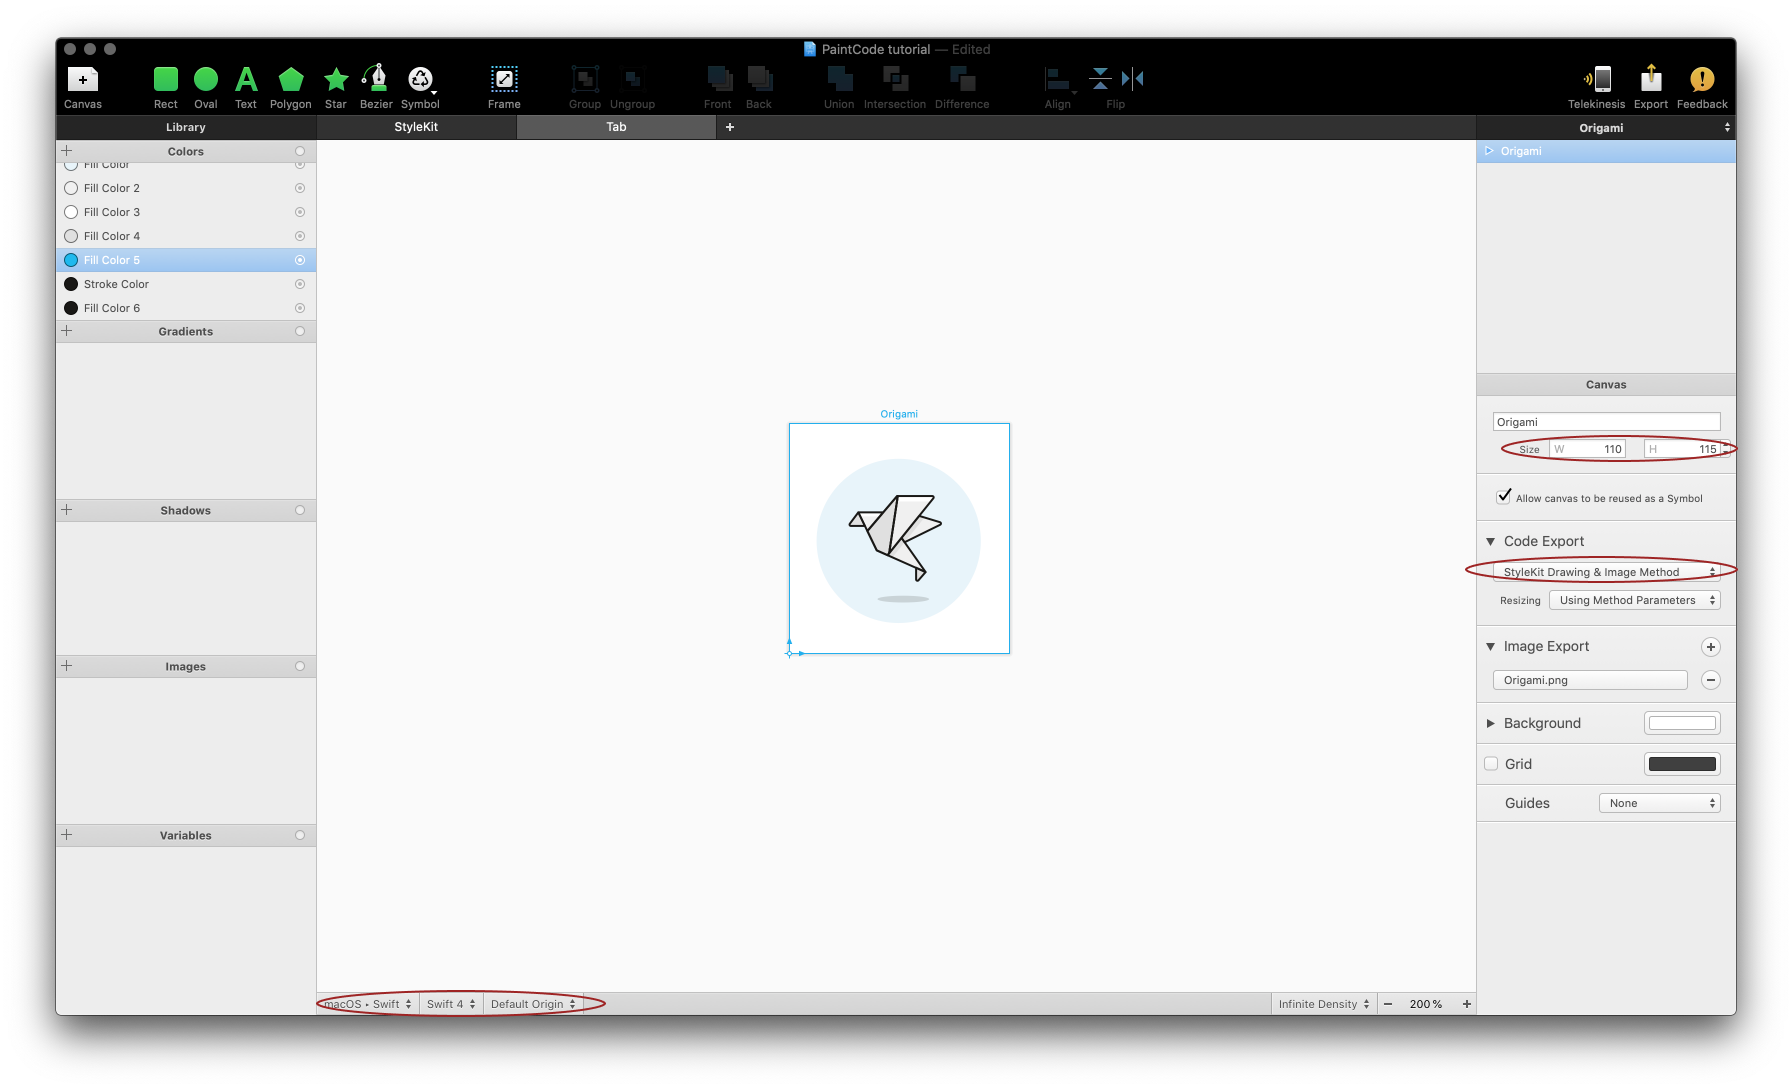 PaintCode tutorial — Edited
Canvas Rect Oval Text Polygon Star Bezier Symbol Frame Group Ungroup Front Back Union Intersection Difference Align Flip Telekinesis Export Feedback
Library StyleKit Tab + Origami
Colors
Fill Color
Fill Color 2
Fill Color 3
Fill Color 4
Fill Color 5
Stroke Color
Fill Color 6
Gradients
Shadows
Images
Variables
Origami
macOS ▸ Swift Swift 4 Default Origin Infinite Density − 200 % +
Origami
Canvas
Origami
Size W 110 H 115
Allow canvas to be reused as a Symbol
Code Export
StyleKit Drawing & Image Method
Resizing Using Method Parameters
Image Export
Origami.png
Background
Grid
Guides None